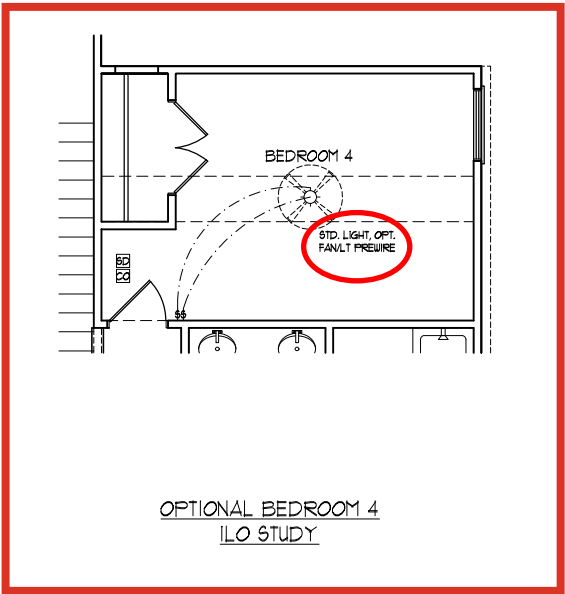 BEDROOM 4
STD. LIGHT, OPT.
FAN/LT PREWIRE
SD
CO
$$
OPTIONAL BEDROOM 4
ILO STUDY